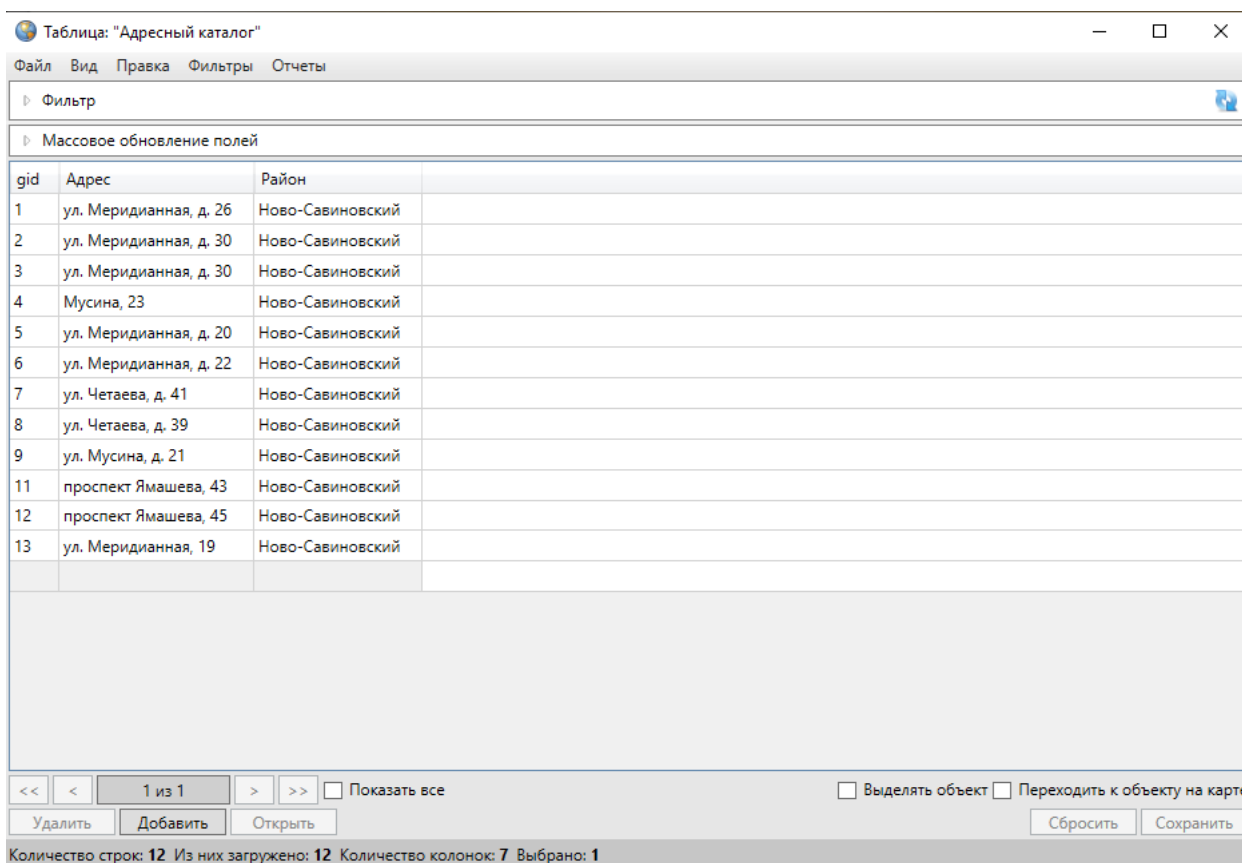 Таблица: "Адресный каталог"
Файл Вид Правка Фильтры Отчеты
Фильтр
Массовое обновление полей
gid Адрес Район
1 ул. Меридианная, д. 26 Ново-Савиновский
2 ул. Меридианная, д. 30 Ново-Савиновский
3 ул. Меридианная, д. 30 Ново-Савиновский
4 Мусина, 23 Ново-Савиновский
5 ул. Меридианная, д. 20 Ново-Савиновский
6 ул. Меридианная, д. 22 Ново-Савиновский
7 ул. Четаева, д. 41 Ново-Савиновский
8 ул. Четаева, д. 39 Ново-Савиновский
9 ул. Мусина, д. 21 Ново-Савиновский
11 проспект Ямашева, 43 Ново-Савиновский
12 проспект Ямашева, 45 Ново-Савиновский
13 ул. Меридианная, 19 Ново-Савиновский
<< < 1 из 1 > >> Показать все Выделять объект Переходить к объекту на карте
Удалить Добавить Открыть Сбросить Сохранить
Количество строк: 12 Из них загружено: 12 Количество колонок: 7 Выбрано: 1